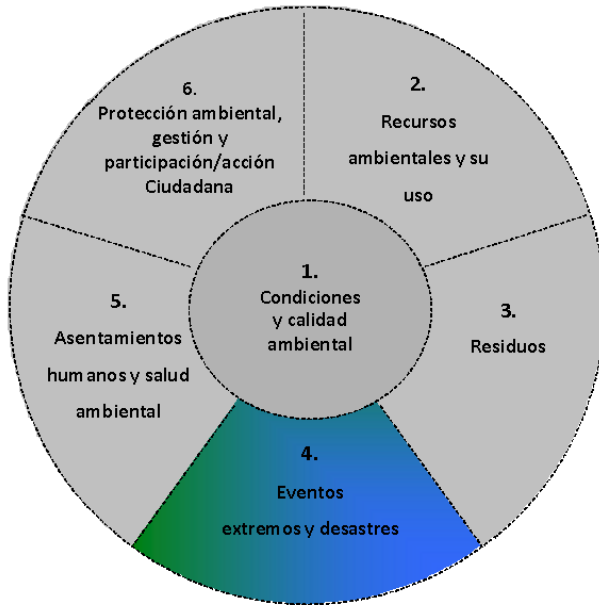 1.
Condiciones
y calidad
ambiental
2.
Recursos
ambientales y su
uso
3.
Residuos
4.
Eventos
extremos y desastres
5.
Asentamientos
humanos y salud
ambiental
6.
Protección ambiental,
gestión y
participación/acción
Ciudadana